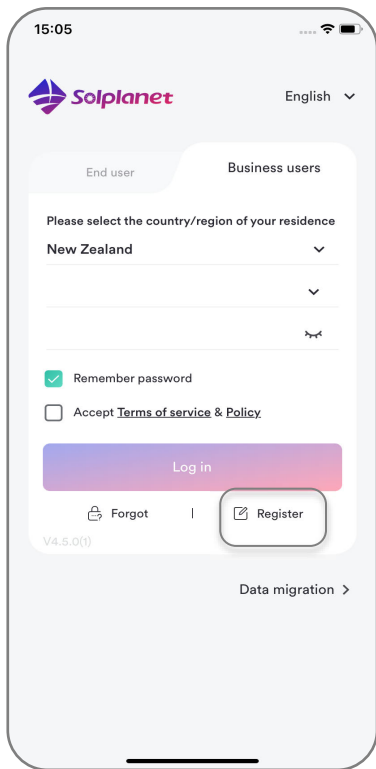 15:05
Solplanet
English
End user
Business users
Please select the country/region of your residence
New Zealand
Remember password
Accept Terms of service & Policy
Log in
Forgot | Register
V4.5.0(1)
Data migration >